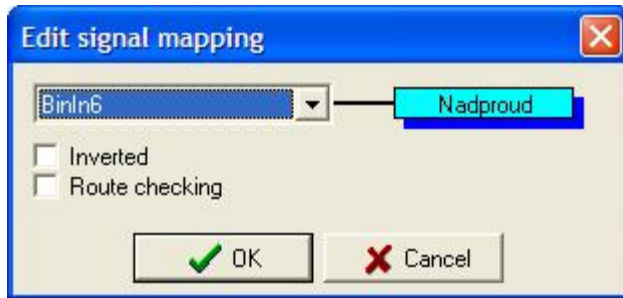 Edit signal mapping
BinIn6 Nadproud
Inverted
Route checking
OK Cancel